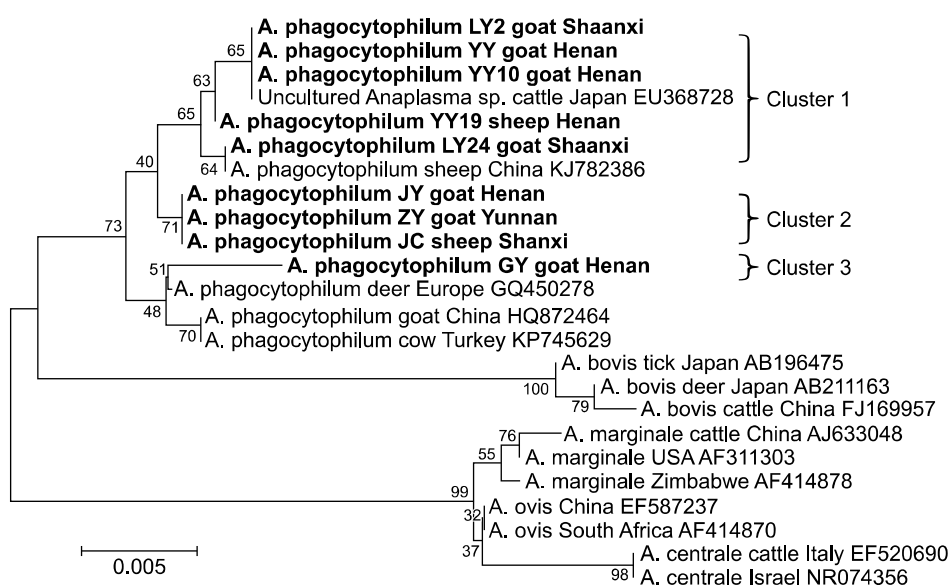 A. phagocytophilum LY2 goat Shaanxi
65
A. phagocytophilum YY goat Henan
A. phagocytophilum YY10 goat Henan
63
Uncultured Anaplasma sp. cattle Japan EU368728
Cluster 1
65
A. phagocytophilum YY19 sheep Henan
A. phagocytophilum LY24 goat Shaanxi
40
64
A. phagocytophilum sheep China KJ782386
A. phagocytophilum JY goat Henan
73
71
A. phagocytophilum ZY goat Yunnan
Cluster 2
A. phagocytophilum JC sheep Shanxi
51
A. phagocytophilum GY goat Henan
Cluster 3
A. phagocytophilum deer Europe GQ450278
48
A. phagocytophilum goat China HQ872464
70
A. phagocytophilum cow Turkey KP745629
A. bovis tick Japan AB196475
100
A. bovis deer Japan AB211163
79
A. bovis cattle China FJ169957
76
A. marginale cattle China AJ633048
55
A. marginale USA AF311303
A. marginale Zimbabwe AF414878
99
A. ovis China EF587237
32
A. ovis South Africa AF414870
37
A. centrale cattle Italy EF520690
98
A. centrale Israel NR074356
0.005